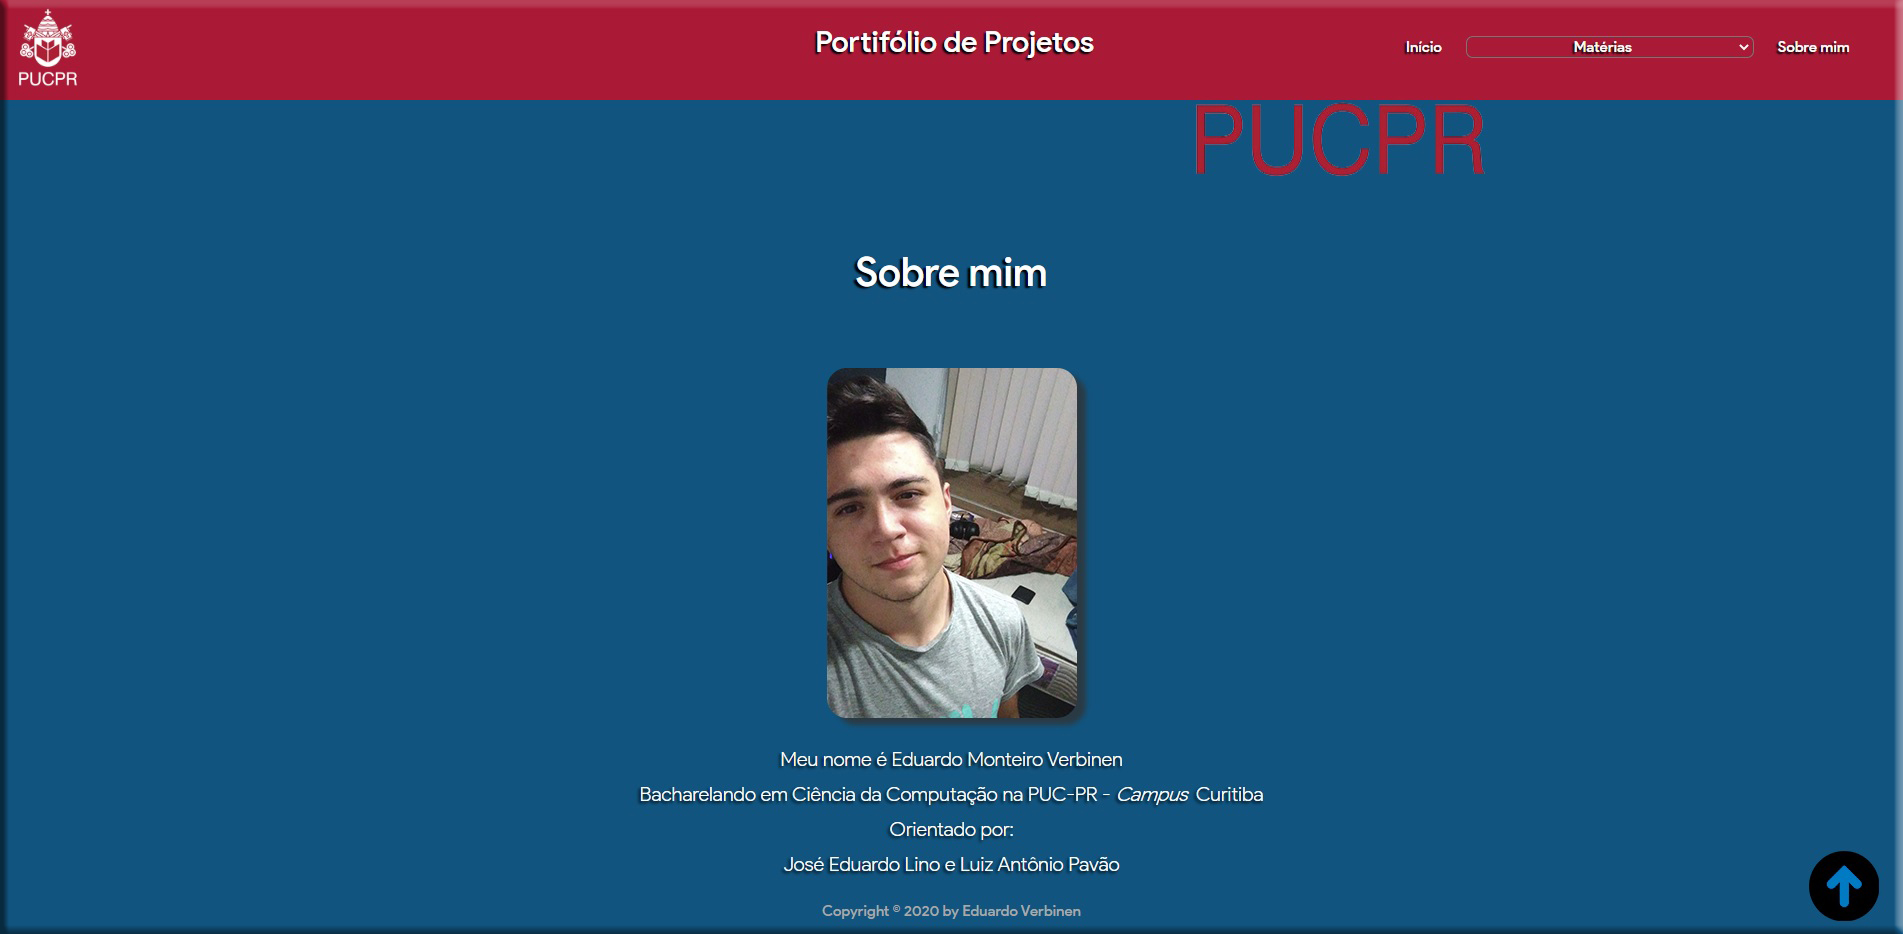 PUCPR
Portifólio de Projetos
Início
Matérias
Sobre mim
PUCPR
Sobre mim
Meu nome é Eduardo Monteiro Verbinen
Bacharelando em Ciência da Computação na PUC-PR - Campus Curitiba
Orientado por:
José Eduardo Lino e Luiz Antônio Pavão
Copyright © 2020 by Eduardo Verbinen